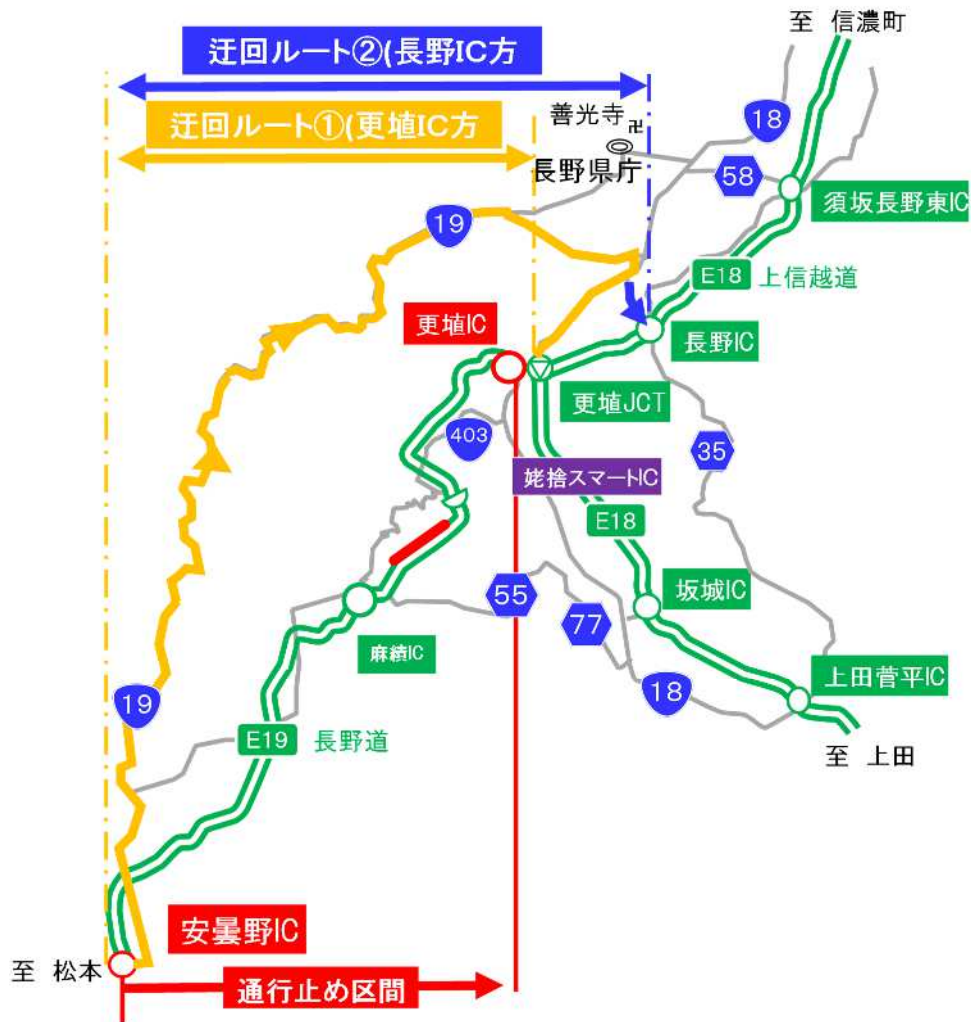 至 信濃町
迂回ルート②(長野IC方
迂回ルート①(更埴IC方
善光寺
卍
長野県庁
18
58
須坂長野東IC
19
E18 上信越道
更埴IC
長野IC
更埴JCT
403
35
姥捨スマートIC
E18
55
坂城IC
77
麻績IC
18
上田菅平IC
19
E19 長野道
至 上田
安曇野IC
至 松本
通行止め区間